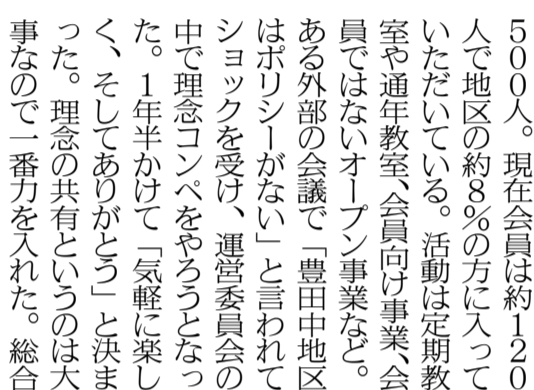 ５００人。現在会員は約１２０
人で地区の約８％の方に入って
いただいている。活動は定期教
室や通年教室、会員向け事業、会
員ではないオープン事業など。
ある外部の会議で「豊田中地区
はポリシーがない」と言われて
ショックを受け、運営委員会の
中で理念コンペをやろうとなっ
た。１年半かけて「気軽に楽し
く、そしてありがとう」と決ま
った。理念の共有というのは大
事なので一番力を入れた。総合